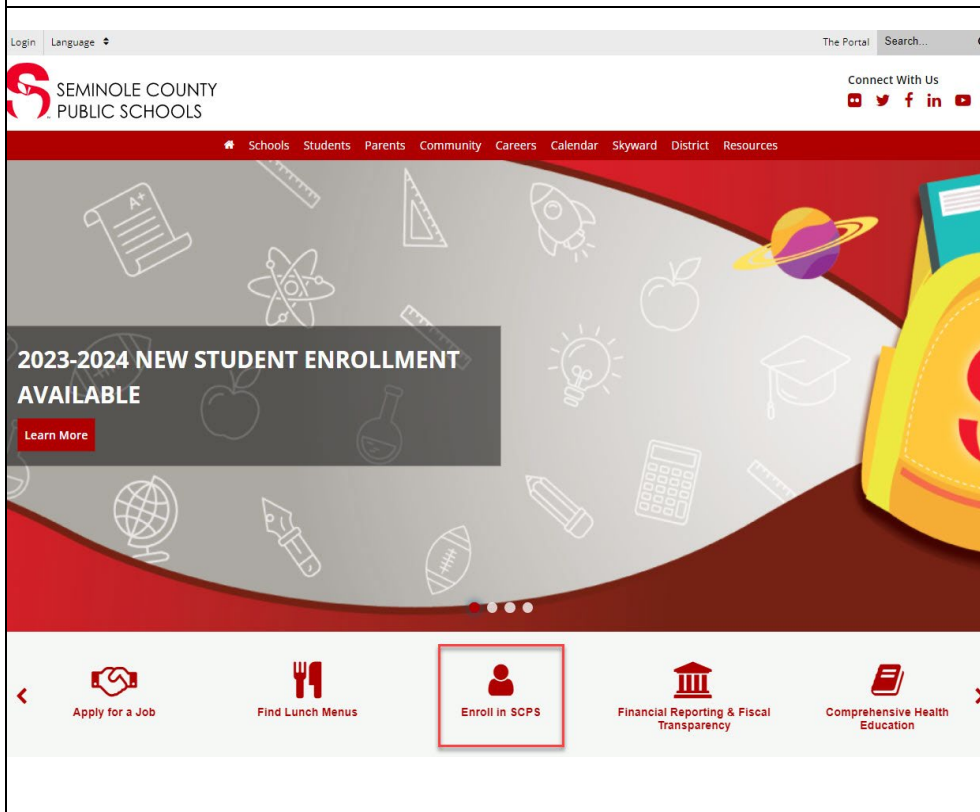 Login Language
The Portal Search...
SEMINOLE COUNTY
PUBLIC SCHOOLS
Connect With Us
Schools Students Parents Community Careers Calendar Skyward District Resources
A+
2023-2024 NEW STUDENT ENROLLMENT
AVAILABLE
Learn More
Apply for a Job
Find Lunch Menus
Enroll in SCPS
Financial Reporting & Fiscal
Transparency
Comprehensive Health
Education